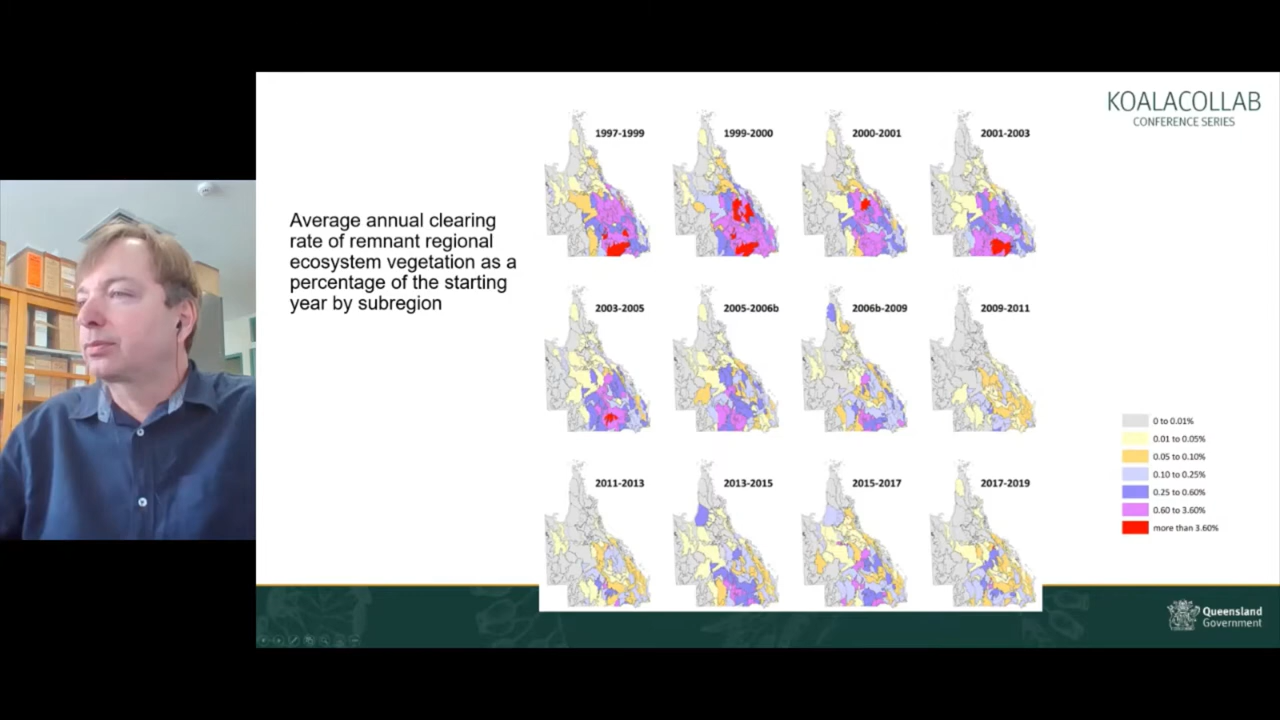 KOALACOLLAB
CONFERENCE SERIES
Average annual clearing
rate of remnant regional
ecosystem vegetation as a
percentage of the starting
year by subregion
1997-1999
1999-2000
2000-2001
2001-2003
2003-2005
2005-2006b
2006b-2009
2009-2011
2011-2013
2013-2015
2015-2017
2017-2019
0 to 0.01%
0.01 to 0.05%
0.05 to 0.10%
0.10 to 0.25%
0.25 to 0.60%
0.60 to 3.60%
more than 3.60%
Queensland
Government